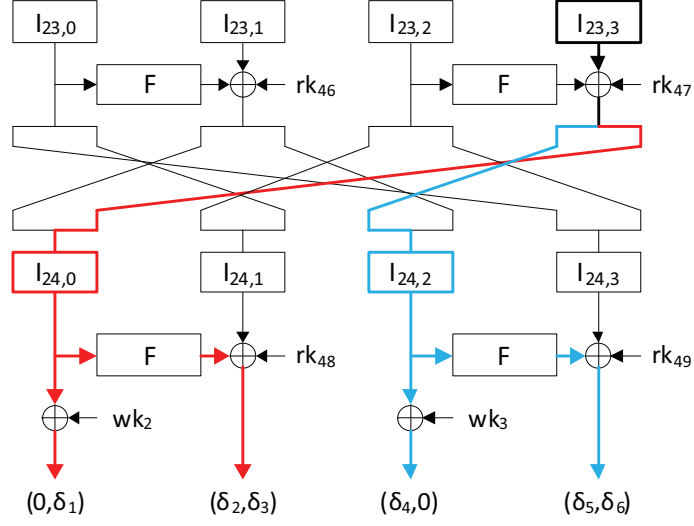 I₂₃,₀ I₂₃,₁ I₂₃,₂ I₂₃,₃
F rk₄₆ F rk₄₇
I₂₄,₀ I₂₄,₁ I₂₄,₂ I₂₄,₃
F rk₄₈ F rk₄₉
wk₂ wk₃
(0,δ₁) (δ₂,δ₃) (δ₄,0) (δ₅,δ₆)